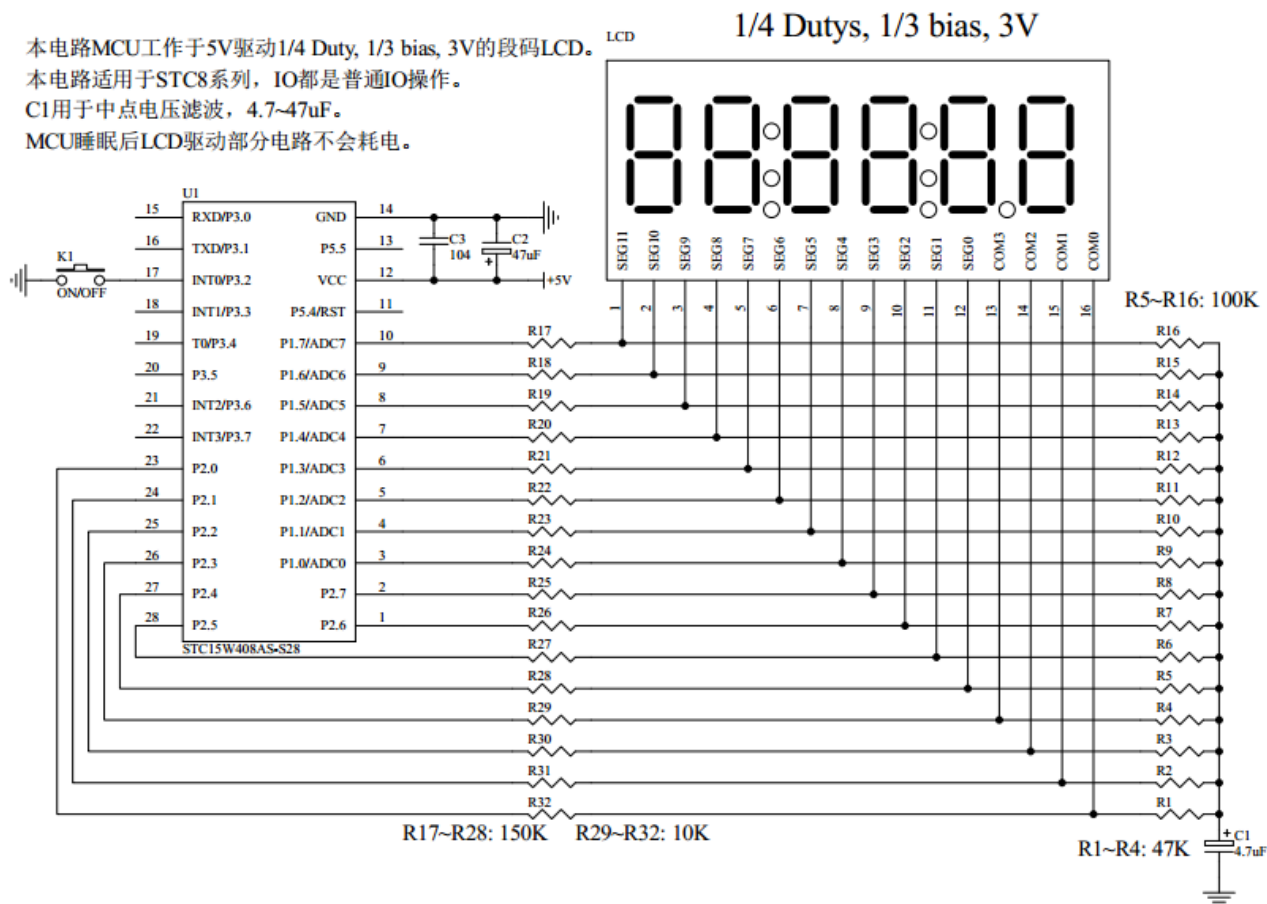 1/4 Dutys, 1/3 bias, 3V
本电路MCU工作于5V驱动1/4 Duty, 1/3 bias, 3V的段码LCD。
本电路适用于STC8系列，IO都是普通IO操作。
C1用于中点电压滤波，4.7~47uF。
MCU睡眠后LCD驱动部分电路不会耗电。
LCD
SEG11 SEG10 SEG9 SEG8 SEG7 SEG6 SEG5 SEG4 SEG3 SEG2 SEG1 SEG0 COM3 COM2 COM1 COM0
1 2 3 4 5 6 7 8 9 10 11 12 13 14 15 16
U1
15 RXD/P3.0 GND 14
16 TXD/P3.1 P5.5 13
17 INT0/P3.2 VCC 12
18 INT1/P3.3 P5.4/RST 11
19 T0/P3.4 P1.7/ADC7 10
20 P3.5 P1.6/ADC6 9
21 INT2/P3.6 P1.5/ADC5 8
22 INT3/P3.7 P1.4/ADC4 7
23 P2.0 P1.3/ADC3 6
24 P2.1 P1.2/ADC2 5
25 P2.2 P1.1/ADC1 4
26 P2.3 P1.0/ADC0 3
27 P2.4 P2.7 2
28 P2.5 P2.6 1
STC15W408AS-S28
K1
ON/OFF
C3
104
C2
+
47uF
+5V
R5~R16: 100K
R17 R16
R18 R15
R19 R14
R20 R13
R21 R12
R22 R11
R23 R10
R24 R9
R25 R8
R26 R7
R27 R6
R28 R5
R29 R4
R30 R3
R31 R2
R32 R1
R17~R28: 150K R29~R32: 10K
R1~R4: 47K
+ C1
4.7uF